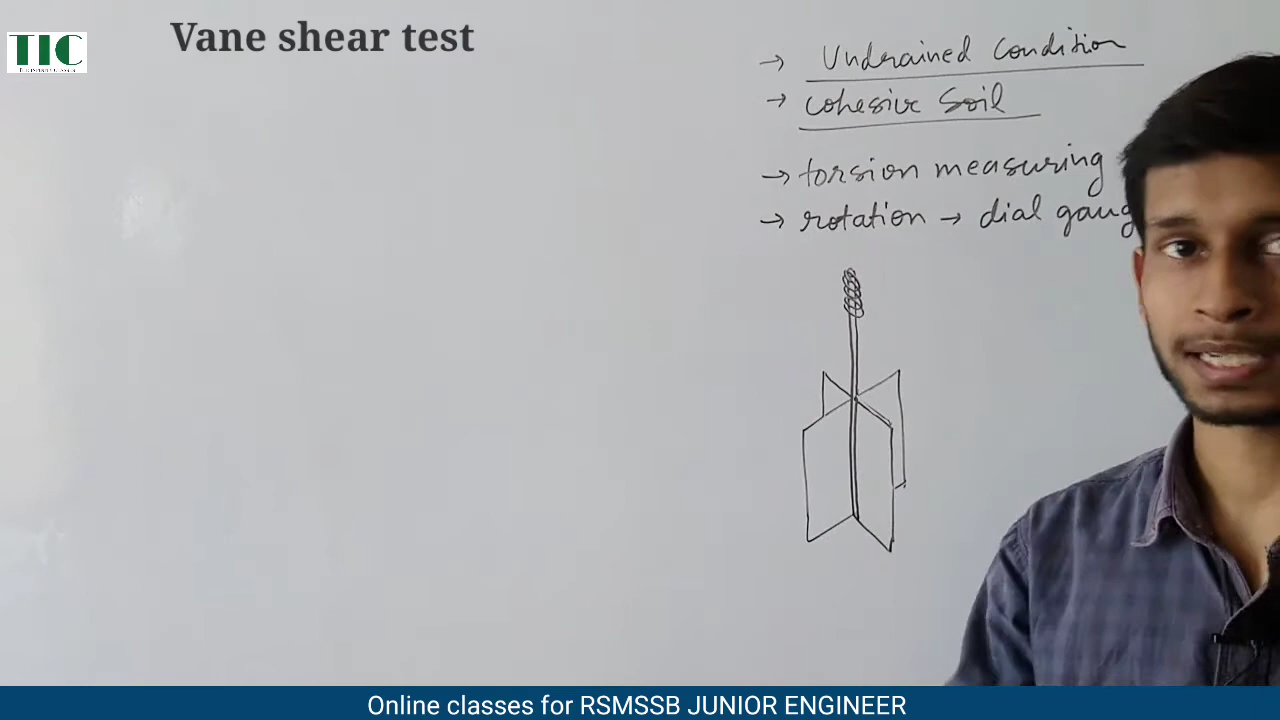 TIC
Vane shear test
→ Undrained Condition
→ Cohesive Soil
→ torsion measuring
→ rotation → dial gaug
Online classes for RSMSSB JUNIOR ENGINEER